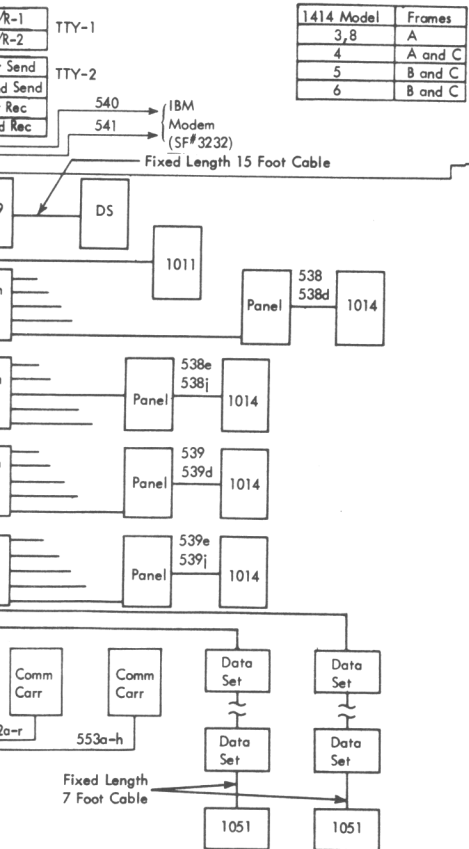 /R-1
/R-2
TTY-1
Send
d Send
Rec
d Rec
TTY-2
1414 Model Frames
3,8 A
4 A and C
5 B and C
6 B and C
540
541
IBM
Modem
(SF#3232)
Fixed Length 15 Foot Cable
9
DS
1011
Panel
538
538d
1014
Panel
538e
538j
1014
Panel
539
539d
1014
Panel
539e
539j
1014
Comm
Carr
Comm
Carr
2a-r
553a-h
Data
Set
Data
Set
Data
Set
Data
Set
Fixed Length
7 Foot Cable
1051
1051